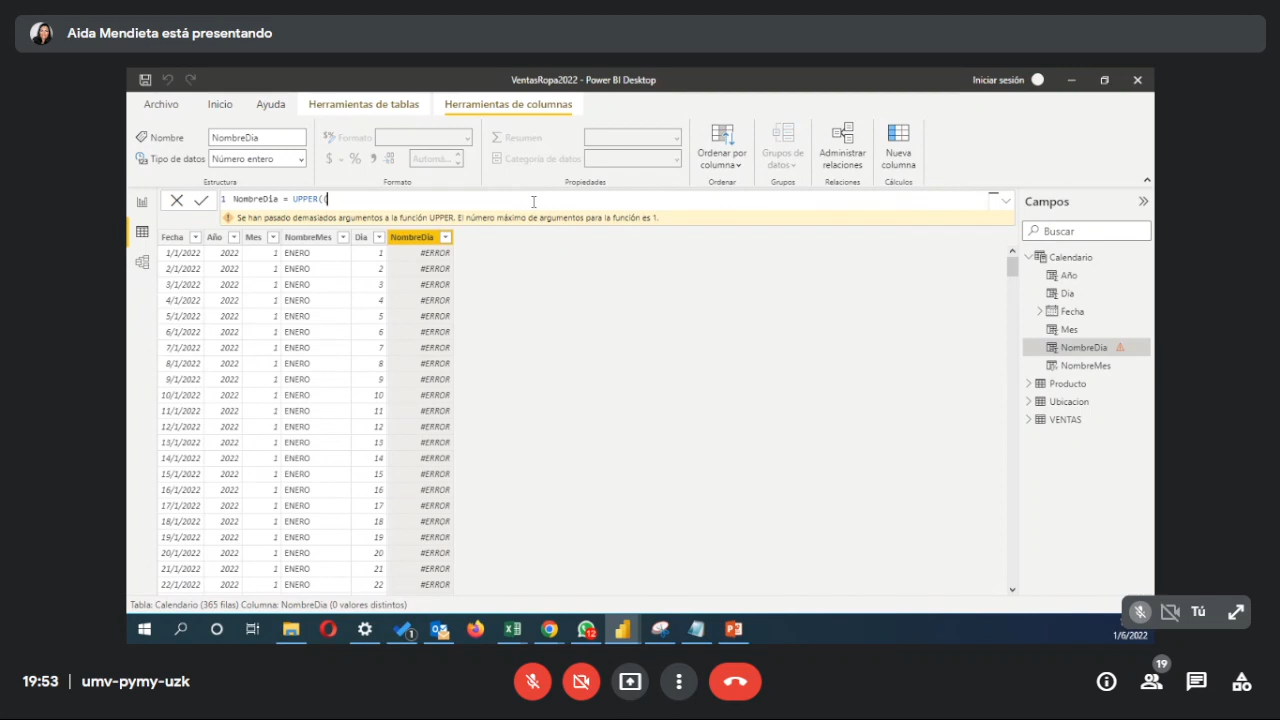 Aida Mendieta está presentando
VentasRopa2022 - Power BI Desktop
Iniciar sesión
Archivo Inicio Ayuda Herramientas de tablas Herramientas de columnas
Nombre NombreDia Formato Resumen
Tipo de datos Número entero $ % Automá... Categoría de datos
Ordenar por columna Grupos de datos Administrar relaciones Nueva columna
Estructura Formato Propiedades Ordenar Grupos Relaciones Cálculos
1 NombreDia = UPPER((
Se han pasado demasiados argumentos a la función UPPER. El número máximo de argumentos para la función es 1.
Fecha Año Mes NombreMes Dia NombreDia
1/1/2022 2022 1 ENERO 1 #ERROR
2/1/2022 2022 1 ENERO 2 #ERROR
3/1/2022 2022 1 ENERO 3 #ERROR
4/1/2022 2022 1 ENERO 4 #ERROR
5/1/2022 2022 1 ENERO 5 #ERROR
6/1/2022 2022 1 ENERO 6 #ERROR
7/1/2022 2022 1 ENERO 7 #ERROR
8/1/2022 2022 1 ENERO 8 #ERROR
9/1/2022 2022 1 ENERO 9 #ERROR
10/1/2022 2022 1 ENERO 10 #ERROR
11/1/2022 2022 1 ENERO 11 #ERROR
12/1/2022 2022 1 ENERO 12 #ERROR
13/1/2022 2022 1 ENERO 13 #ERROR
14/1/2022 2022 1 ENERO 14 #ERROR
15/1/2022 2022 1 ENERO 15 #ERROR
16/1/2022 2022 1 ENERO 16 #ERROR
17/1/2022 2022 1 ENERO 17 #ERROR
18/1/2022 2022 1 ENERO 18 #ERROR
19/1/2022 2022 1 ENERO 19 #ERROR
20/1/2022 2022 1 ENERO 20 #ERROR
21/1/2022 2022 1 ENERO 21 #ERROR
22/1/2022 2022 1 ENERO 22 #ERROR
Tabla: Calendario (365 filas) Columna: NombreDia (0 valores distintos)
Campos
Buscar
Calendario
Año
Dia
Fecha
Mes
NombreDia
NombreMes
Producto
Ubicacion
VENTAS
Tú
1
12
1/6/2022
19:53 | umv-pymy-uzk
19